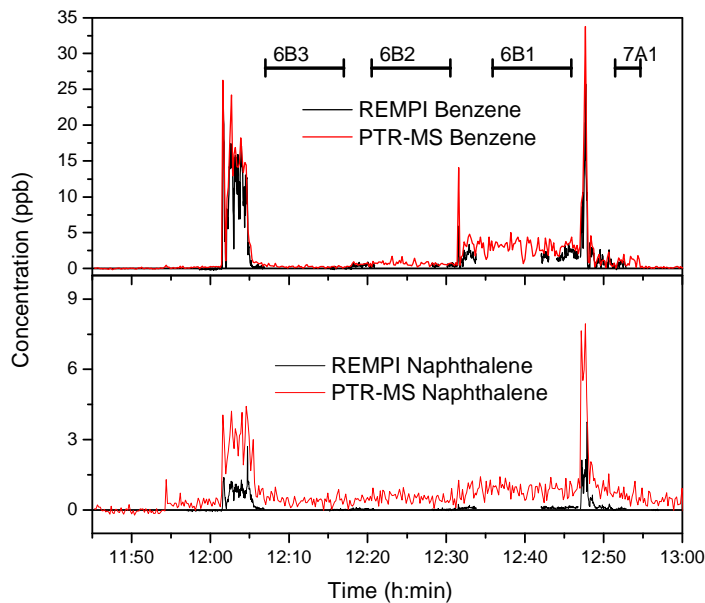 35
30
25
20
15
10
5
0
6B3 6B2 6B1 7A1
REMPI Benzene
PTR-MS Benzene
Concentration (ppb)
9
6
3
0
REMPI Naphthalene
PTR-MS Naphthalene
11:50 12:00 12:10 12:20 12:30 12:40 12:50 13:00
Time (h:min)